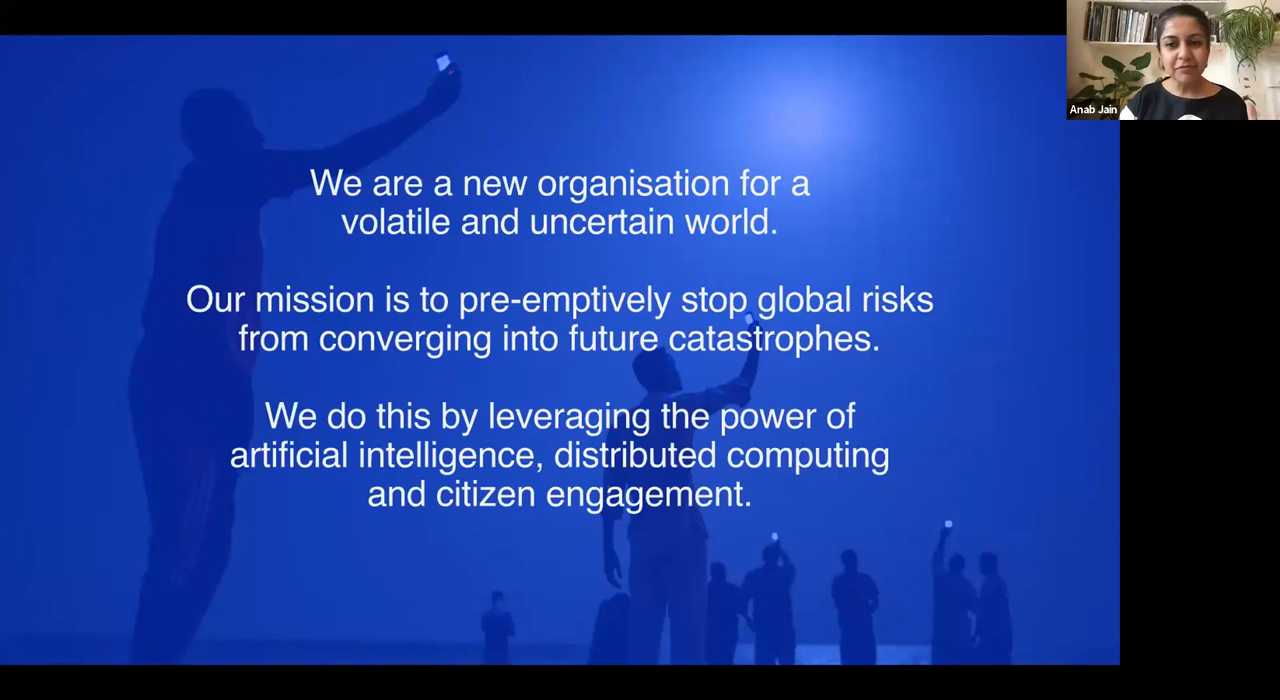 We are a new organisation for a
volatile and uncertain world.
Our mission is to pre-emptively stop global risks
from converging into future catastrophes.
We do this by leveraging the power of
artificial intelligence, distributed computing
and citizen engagement.
Anab Jain